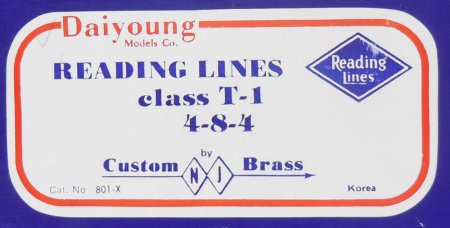 Daiyoung
Models Co.
READING LINES
class T-1
4-8-4
Reading
Lines
by
Custom NJ Brass
Cat. No 801-X
Korea